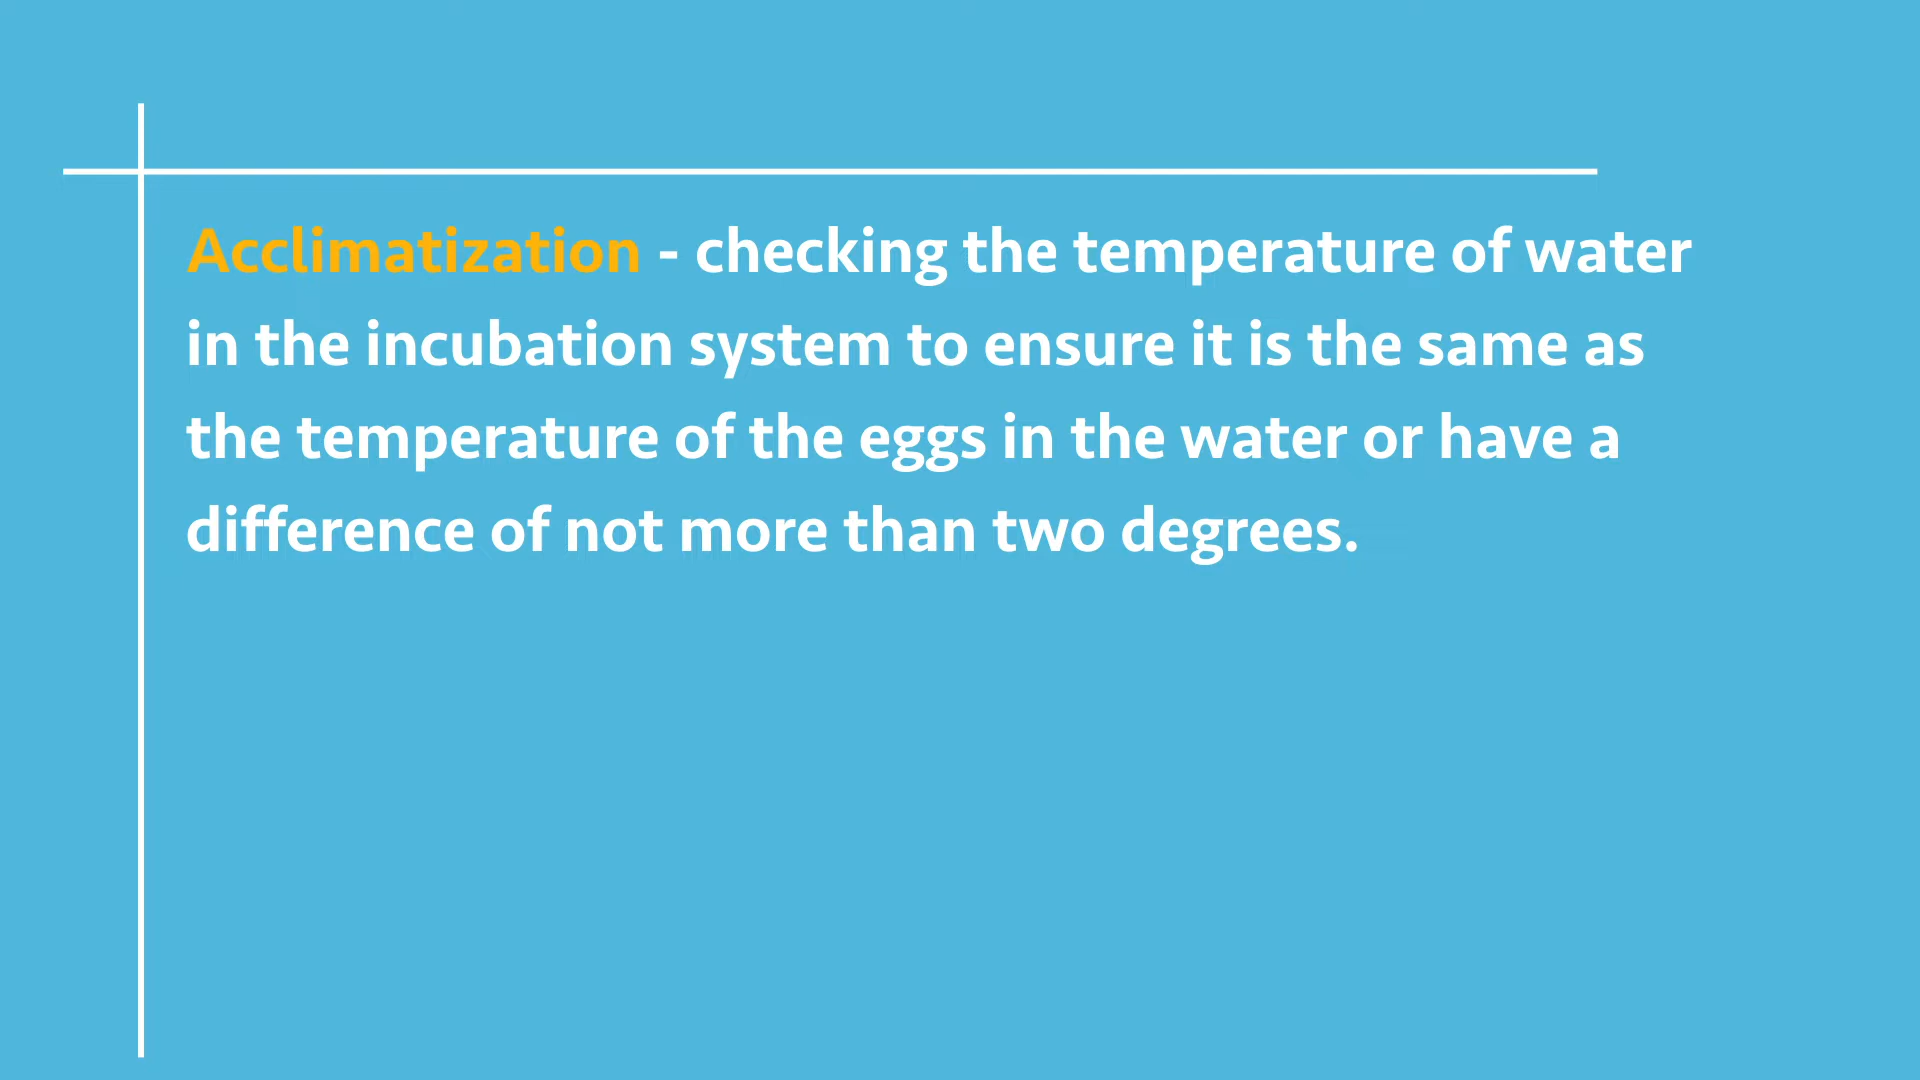 Acclimatization - checking the temperature of water
in the incubation system to ensure it is the same as
the temperature of the eggs in the water or have a
difference of not more than two degrees.